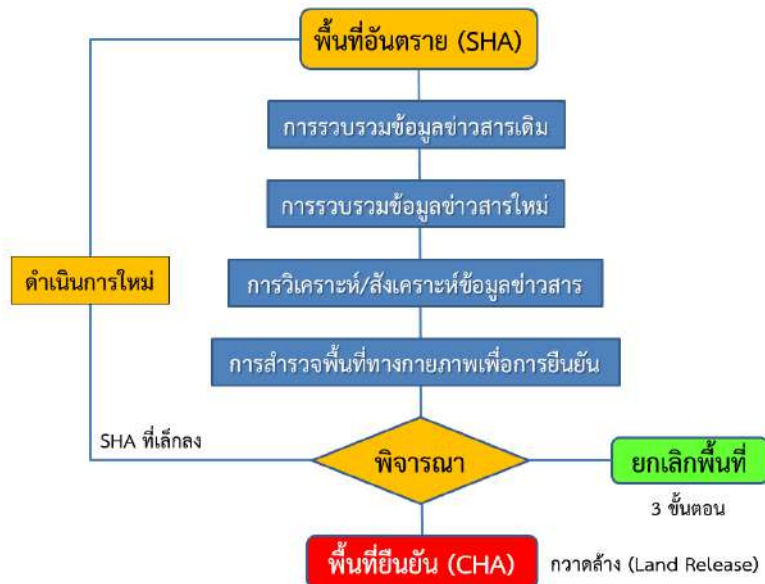 พื้นที่อันตราย (SHA)
การรวบรวมข้อมูลข่าวสารเดิม
การรวบรวมข้อมูลข่าวสารใหม่
ดำเนินการใหม่
การวิเคราะห์/สังเคราะห์ข้อมูลข่าวสาร
การสำรวจพื้นที่ทางกายภาพเพื่อการยืนยัน
SHA ที่เล็กลง
พิจารณา
ยกเลิกพื้นที่
3 ขั้นตอน
พื้นที่ยืนยัน (CHA)
กวาดล้าง (Land Release)